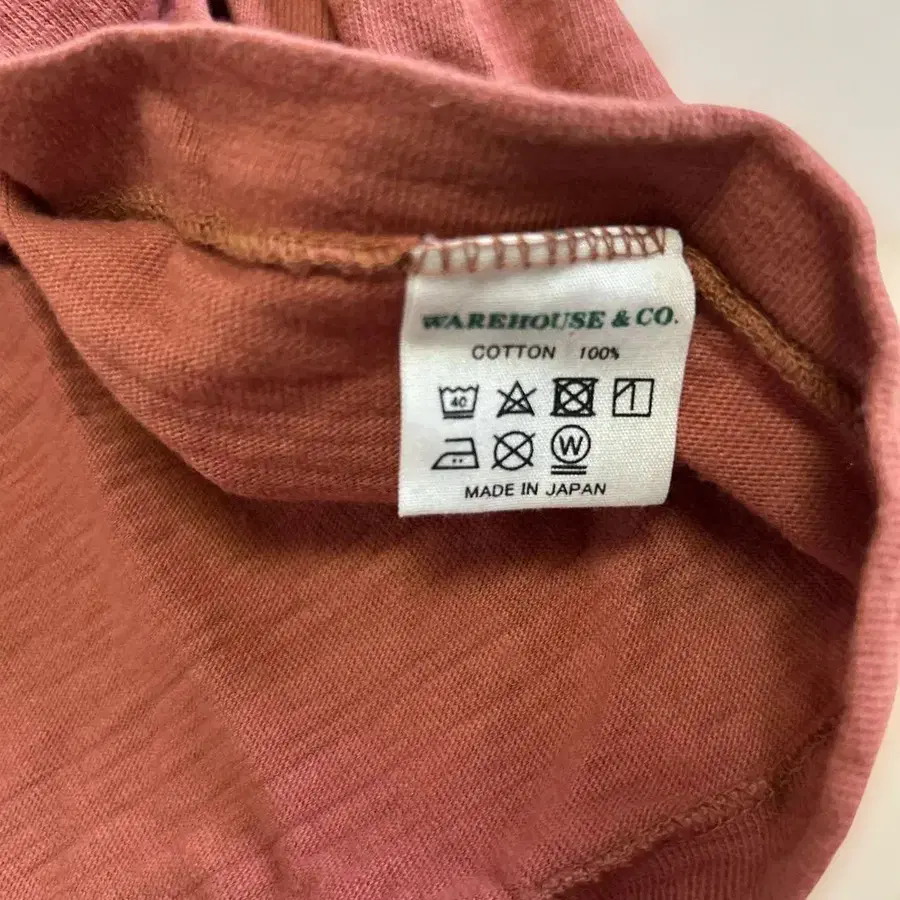 WAREHOUSE & CO.
COTTON 100%
40
W
MADE IN JAPAN